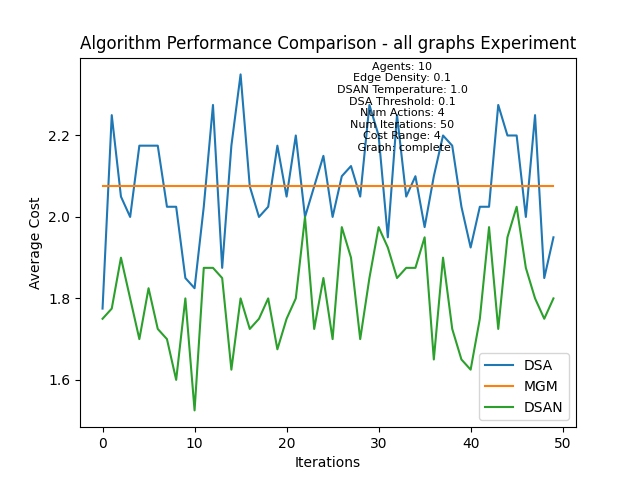 Algorithm Performance Comparison - all graphs Experiment
Agents: 10
Edge Density: 0.1
DSAN Temperature: 1.0
DSA Threshold: 0.1
Num Actions: 4
Num Iterations: 50
Cost Range: 4
Graph: complete
Average Cost
2.2
2.0
1.8
1.6
DSA
MGM
DSAN
0 10 20 30 40 50
Iterations